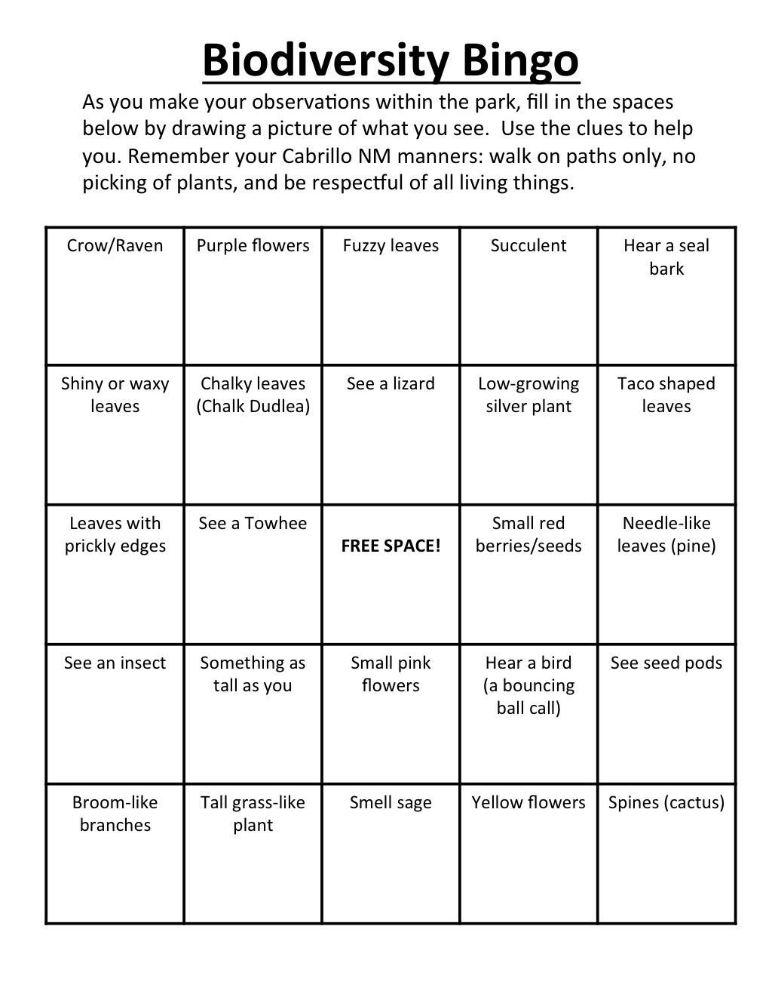 Biodiversity Bingo
As you make your observations within the park, fill in the spaces
below by drawing a picture of what you see.  Use the clues to help
you. Remember your Cabrillo NM manners: walk on paths only, no
picking of plants, and be respectful of all living things.
Crow/Raven
Purple flowers
Fuzzy leaves
Succulent
Hear a seal
bark
Shiny or waxy
leaves
Chalky leaves
(Chalk Dudlea)
See a lizard
Low-growing
silver plant
Taco shaped
leaves
Leaves with
prickly edges
See a Towhee
FREE SPACE!
Small red
berries/seeds
Needle-like
leaves (pine)
See an insect
Something as
tall as you
Small pink
flowers
Hear a bird
(a bouncing
ball call)
See seed pods
Broom-like
branches
Tall grass-like
plant
Smell sage
Yellow flowers
Spines (cactus)